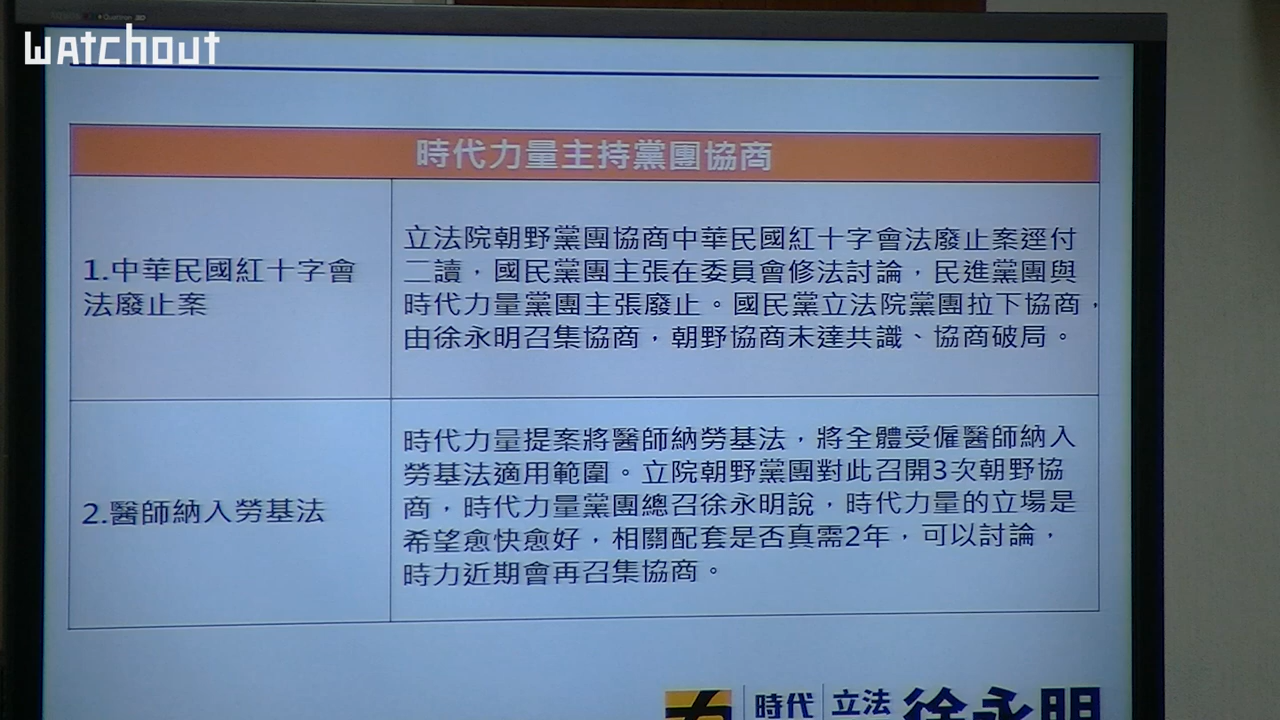 Quattron 3D
WATCHOUT
時代力量主持黨團協商
1.中華民國紅十字會
法廢止案
立法院朝野黨團協商中華民國紅十字會法廢止案逕付
二讀，國民黨團主張在委員會修法討論，民進黨團與
時代力量黨團主張廢止。國民黨立法院黨團拉下協商，
由徐永明召集協商，朝野協商未達共識、協商破局。
2.醫師納入勞基法
時代力量提案將醫師納勞基法，將全體受僱醫師納入
勞基法適用範圍。立院朝野黨團對此召開3次朝野協
商，時代力量黨團總召徐永明說，時代力量的立場是
希望愈快愈好，相關配套是否真需2年，可以討論，
時力近期會再召集協商。
時代
立法
徐永明